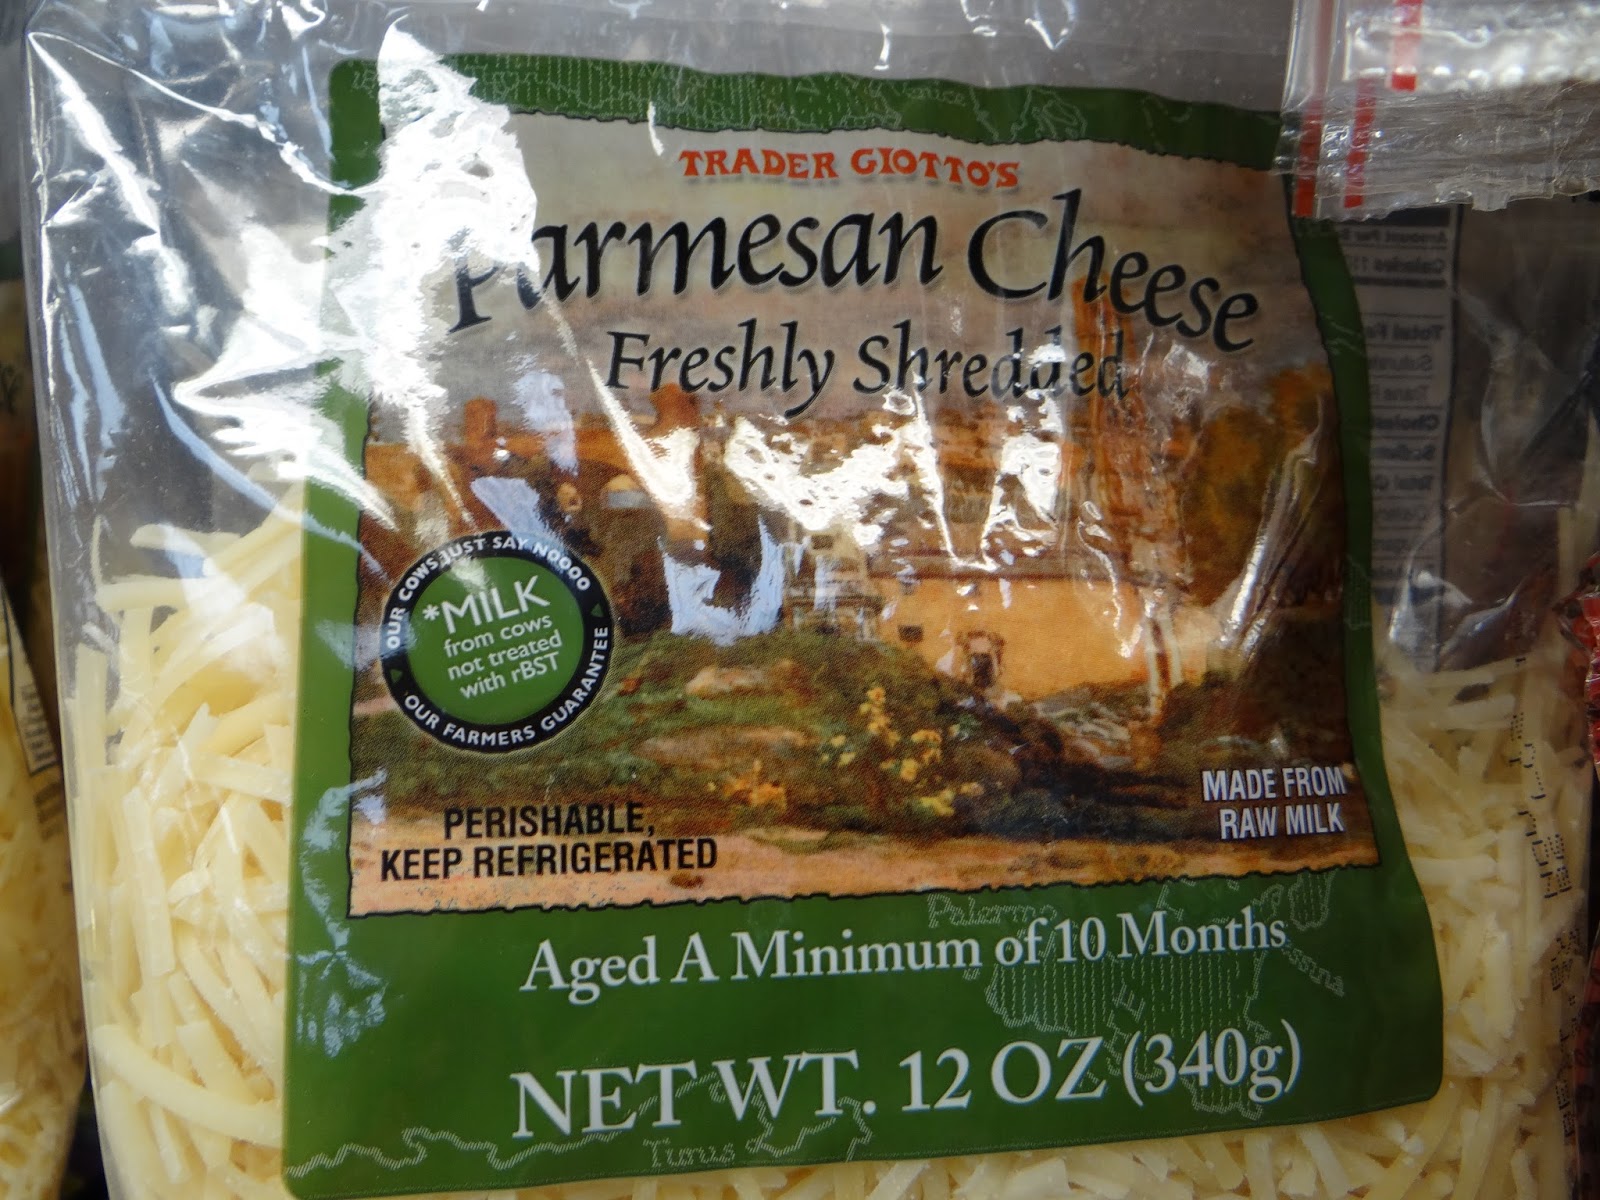 TRADER GIOTTO'S
Parmesan Cheese
Freshly Shredded
OUR COWS JUST SAY NOOOO
*MILK
from cows
not treated
with rBST
OUR FARMERS GUARANTEE
PERISHABLE,
KEEP REFRIGERATED
MADE FROM
RAW MILK
Palermo
Aged A Minimum of 10 Months
NET WT. 12 OZ (340g)
Tunis